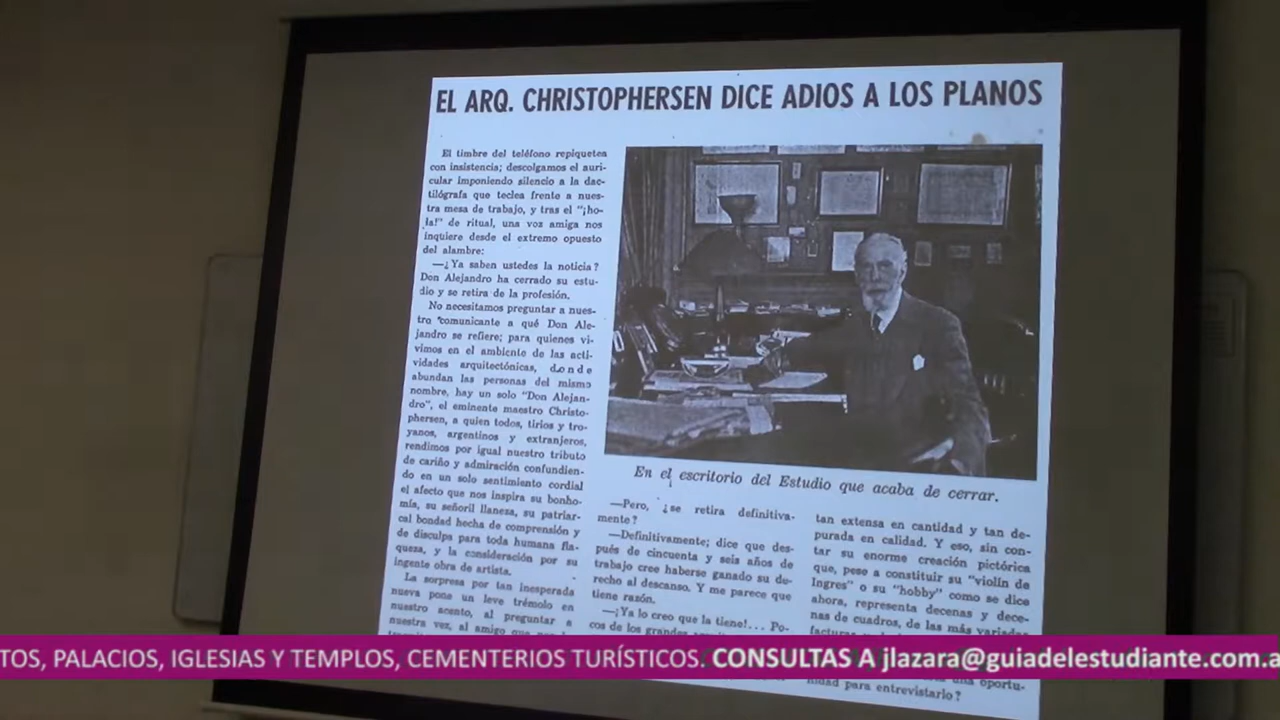 EL ARQ. CHRISTOPHERSEN DICE ADIOS A LOS PLANOS
El timbre del teléfono repiquetea
con insistencia; descolgamos el auri-
cular imponiendo silencio a la dac-
tilógrafa que teclea frente a nues-
tra mesa de trabajo, y tras el "¡ho-
la!" de ritual, una voz amiga nos
inquiere desde el extremo opuesto
del alambre:
—¿Ya saben ustedes la noticia?
Don Alejandro ha cerrado su estu-
dio y se retira de la profesión.
No necesitamos preguntar a nues-
tro comunicante a qué Don Ale-
jandro se refiere; para quienes vi-
vimos en el ambiente de las acti-
vidades arquitectónicas, donde
abundan las personas del mismo
nombre, hay un solo "Don Alejan-
dro", el eminente maestro Christo-
phersen, a quien todos, tirios y tro-
yanos, argentinos y extranjeros,
rendimos por igual nuestro tributo
de cariño y admiración confundien-
do en un solo sentimiento cordial
el afecto que nos inspira su bonho-
mía, su señoril llaneza, su patriar-
cal bondad hecha de comprensión y
de disculpa para toda humana fla-
queza, y la consideración por su
ingente obra de artista.
La sorpresa por tan inesperada
nueva pone un leve trémolo en
nuestro acento, al preguntar a
nuestra vez, al amigo que
En el escritorio del Estudio que acaba de cerrar.
—Pero, ¿se retira definitiva-
mente?
—Definitivamente; dice que des-
pués de cincuenta y seis años de
trabajo cree haberse ganado su de-
recho al descanso. Y me parece que
tiene razón.
—¡Ya lo creo que la tiene!... Po-
cos de los grandes
tan extensa en cantidad y tan de-
purada en calidad. Y eso, sin con-
tar su enorme creación pictórica
que, pese a constituir su "violín de
Ingres" o su "hobby" como se dice
ahora, representa decenas y dece-
nas de cuadros, de las más variadas
una oportu-
nidad para entrevistarlo?
TOS, PALACIOS, IGLESIAS Y TEMPLOS, CEMENTERIOS TURÍSTICOS. CONSULTAS A jlazara@guiadelestudiante.com.a